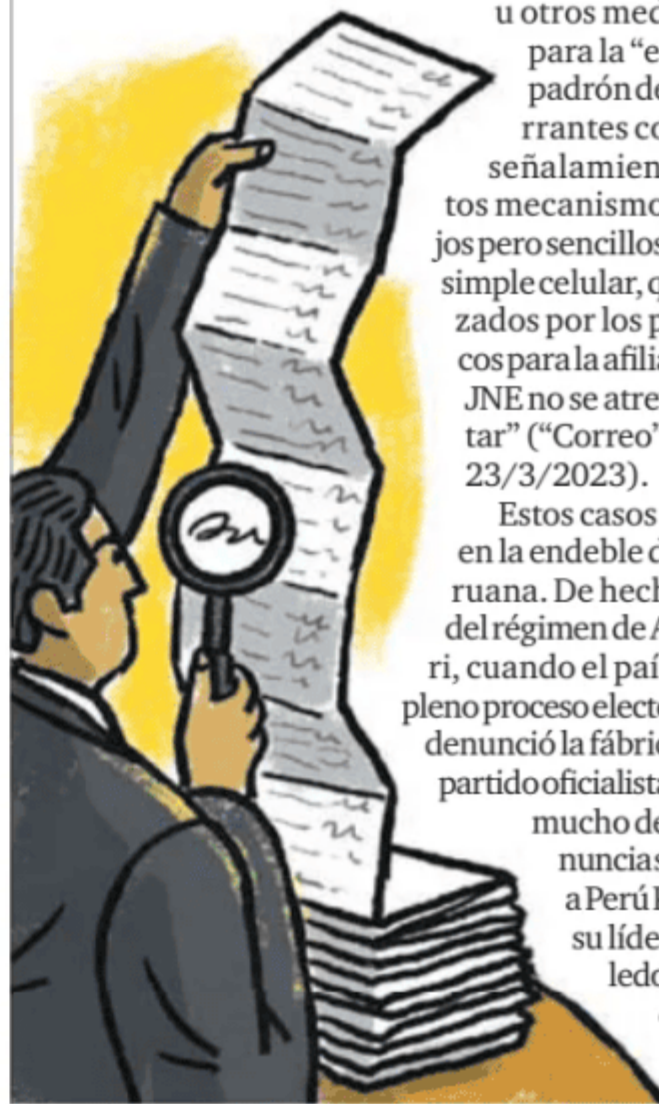 u otros mec
para la “e
padrón de
rrantes co
señalamien
tos mecanismo
jos pero sencillos
simple celular, q
zados por los p
cos para la afilia
JNE no se atre
tar” (“Correo”
23/3/2023).
Estos casos
en la endeble d
ruana. De hech
del régimen de A
ri, cuando el paí
pleno proceso electo
denunció la fábric
partido oficialista
mucho de
nuncias
a Perú
su líde
ledo